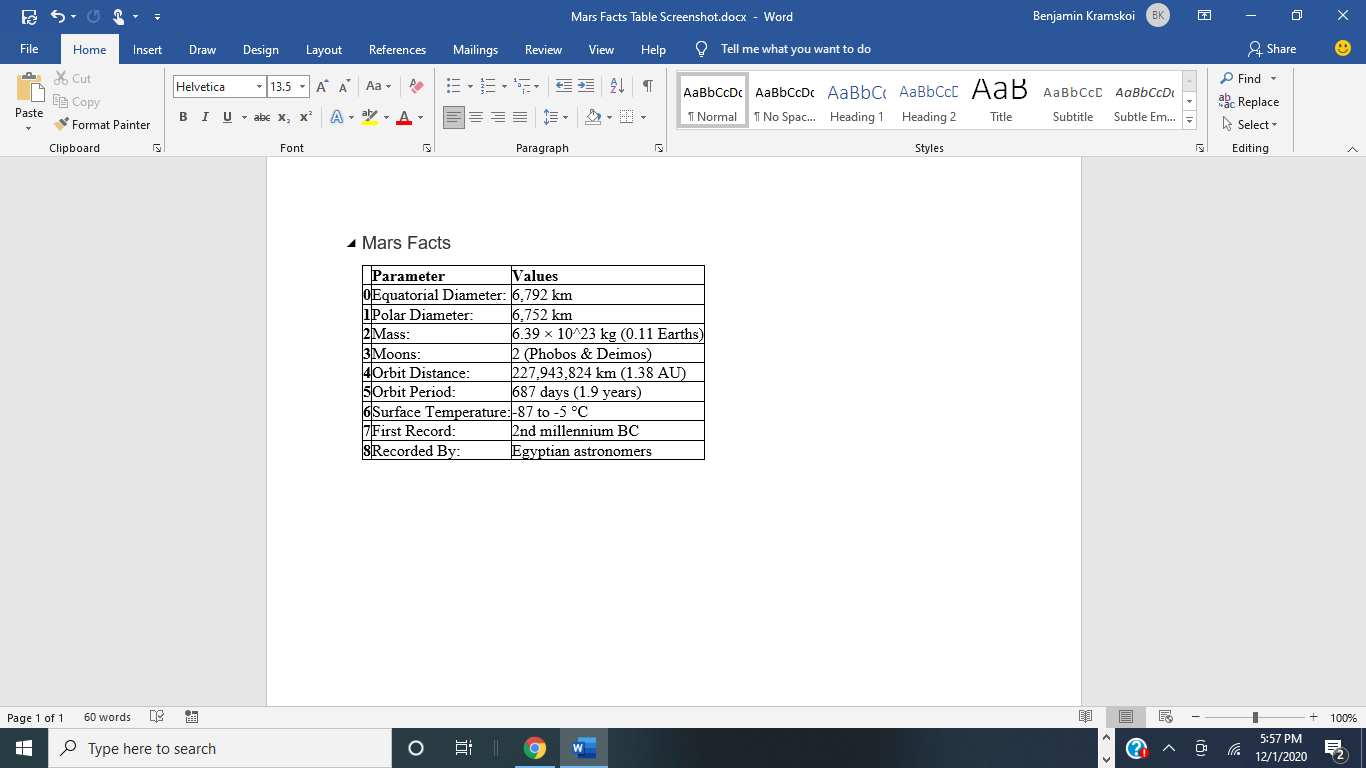 Mars Facts Table Screenshot.docx - Word
Benjamin Kramskoi BK
File Home Insert Draw Design Layout References Mailings Review View Help Tell me what you want to do Share
Paste
Cut
Copy
Format Painter
Clipboard
Helvetica 13.5 Aa
B I U abc x₂ x² A aby A
Font
Paragraph
AaBbCcDc AaBbCcDc AaBbCc AaBbCcC AaB AaBbCcD AaBbCcDc
¶ Normal ¶ No Spac... Heading 1 Heading 2 Title Subtitle Subtle Em...
Styles
Find
Replace
Select
Editing
Mars Facts
Parameter Values
0 Equatorial Diameter: 6,792 km
1 Polar Diameter: 6,752 km
2 Mass: 6.39 × 10^23 kg (0.11 Earths)
3 Moons: 2 (Phobos & Deimos)
4 Orbit Distance: 227,943,824 km (1.38 AU)
5 Orbit Period: 687 days (1.9 years)
6 Surface Temperature: -87 to -5 °C
7 First Record: 2nd millennium BC
8 Recorded By: Egyptian astronomers
Page 1 of 1 60 words 100%
Type here to search
5:57 PM
12/1/2020
2